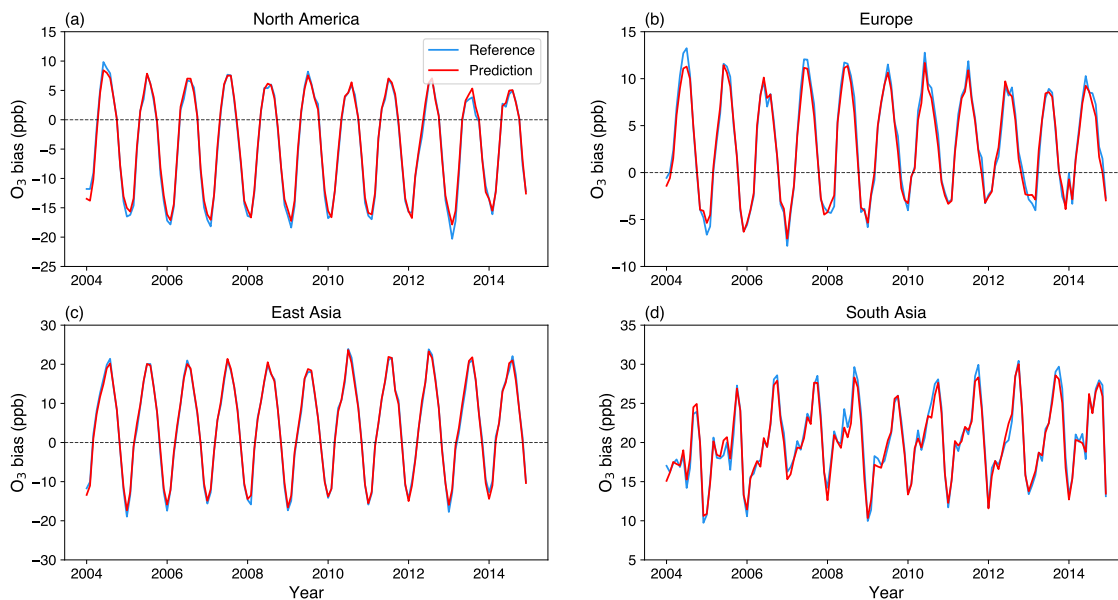 (a) North America
15
10
5
0
−5
−10
−15
−20
−25
O3 bias (ppb)
2004 2006 2008 2010 2012 2014
Reference
Prediction
(b) Europe
15
10
5
0
−5
−10
O3 bias (ppb)
2004 2006 2008 2010 2012 2014
(c) East Asia
30
20
10
0
−10
−20
−30
O3 bias (ppb)
2004 2006 2008 2010 2012 2014
Year
(d) South Asia
35
30
25
20
15
10
5
O3 bias (ppb)
2004 2006 2008 2010 2012 2014
Year